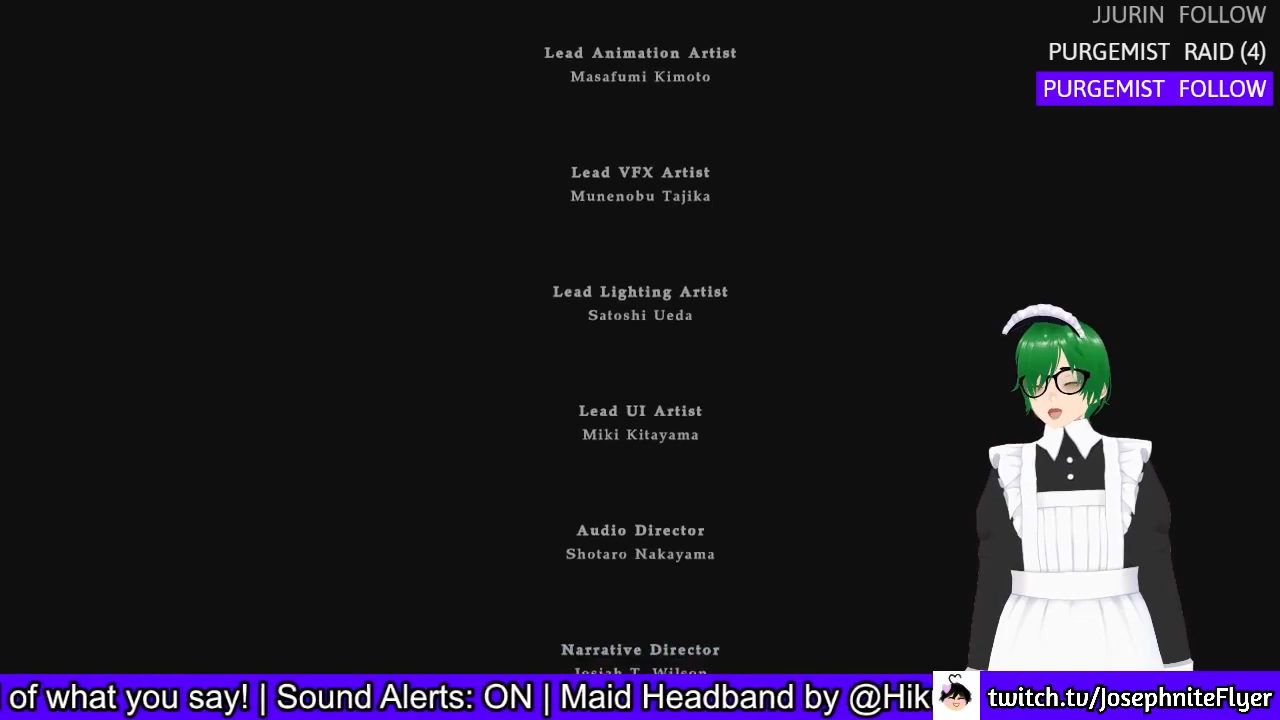 JJURIN FOLLOW
PURGEMIST RAID (4)
PURGEMIST FOLLOW
Lead Animation Artist
Masafumi Kimoto
Lead VFX Artist
Munenobu Tajika
Lead Lighting Artist
Satoshi Ueda
Lead UI Artist
Miki Kitayama
Audio Director
Shotaro Nakayama
Narrative Director
Josiah T. Wilson
of what you say! | Sound Alerts: ON | Maid Headband by
twitch.tv/JosephniteFlyer